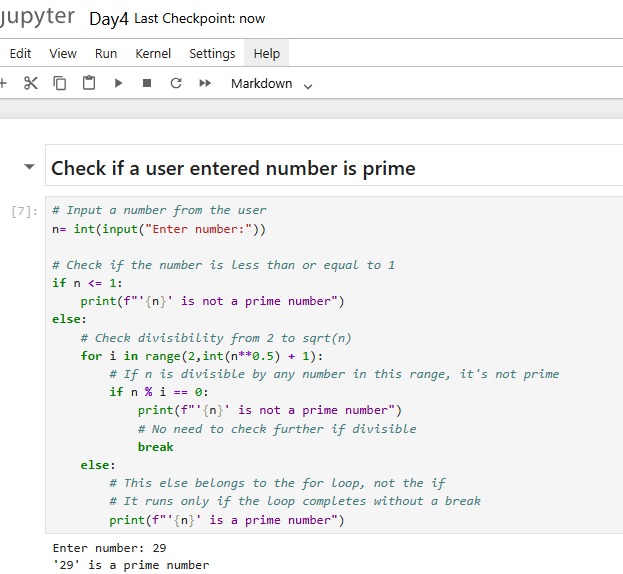 jupyter Day4 Last Checkpoint: now
Edit View Run Kernel Settings Help
Markdown
Check if a user entered number is prime
[7]:
# Input a number from the user
n= int(input("Enter number:"))
# Check if the number is less than or equal to 1
if n <= 1:
    print(f"'{n}' is not a prime number")
else:
    # Check divisibility from 2 to sqrt(n)
    for i in range(2,int(n**0.5) + 1):
        # If n is divisible by any number in this range, it's not prime
        if n % i == 0:
            print(f"'{n}' is not a prime number")
            # No need to check further if divisible
            break
    else:
        # This else belongs to the for loop, not the if
        # It runs only if the loop completes without a break
        print(f"'{n}' is a prime number")
Enter number: 29
'29' is a prime number